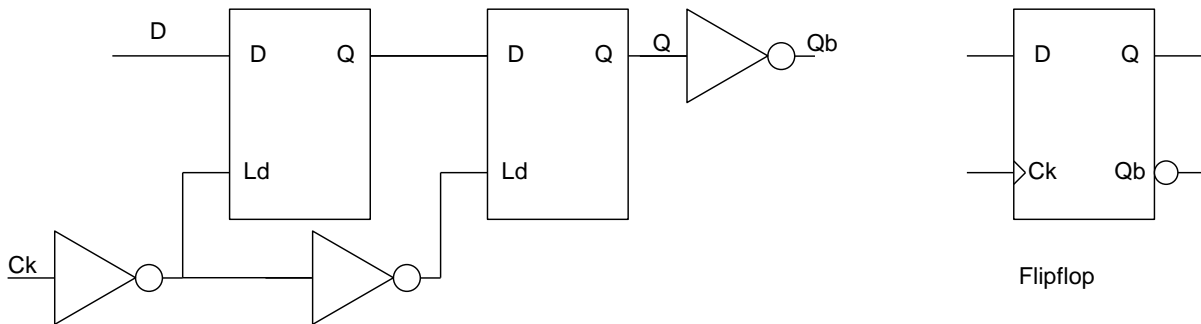 D
D Q D Q Q Qb D Q
Ld Ld Ck Qb
Ck
Flipflop